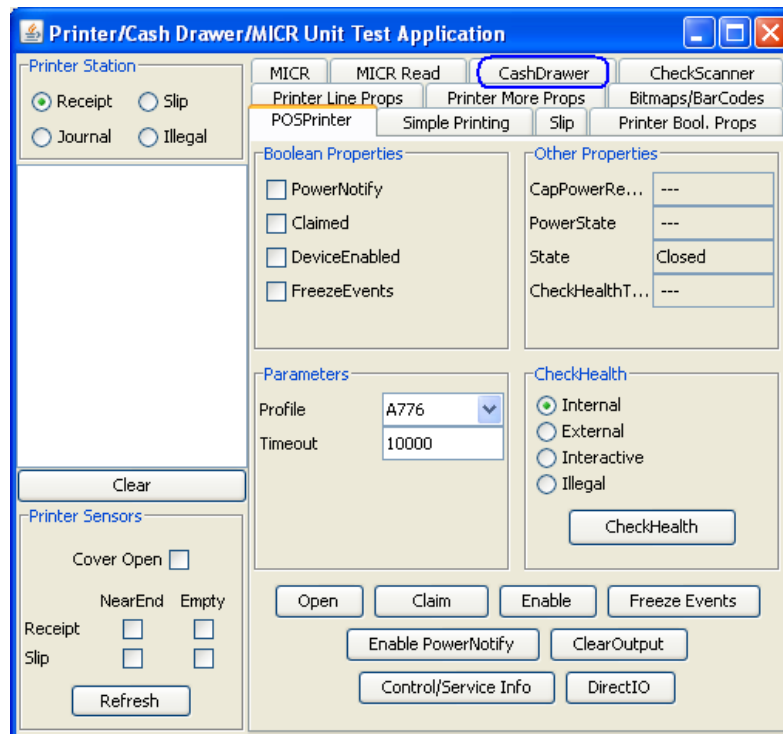 Printer/Cash Drawer/MICR Unit Test Application
Printer Station
Receipt Slip
Journal Illegal
Clear
Printer Sensors
Cover Open
NearEnd Empty
Receipt
Slip
Refresh
MICR MICR Read CashDrawer CheckScanner
Printer Line Props Printer More Props Bitmaps/BarCodes
POSPrinter Simple Printing Slip Printer Bool. Props
Boolean Properties
PowerNotify
Claimed
DeviceEnabled
FreezeEvents
Other Properties
CapPowerRe... ---
PowerState ---
State Closed
CheckHealthT... ---
Parameters
Profile A776
Timeout 10000
CheckHealth
Internal
External
Interactive
Illegal
CheckHealth
Open Claim Enable Freeze Events
Enable PowerNotify ClearOutput
Control/Service Info DirectIO